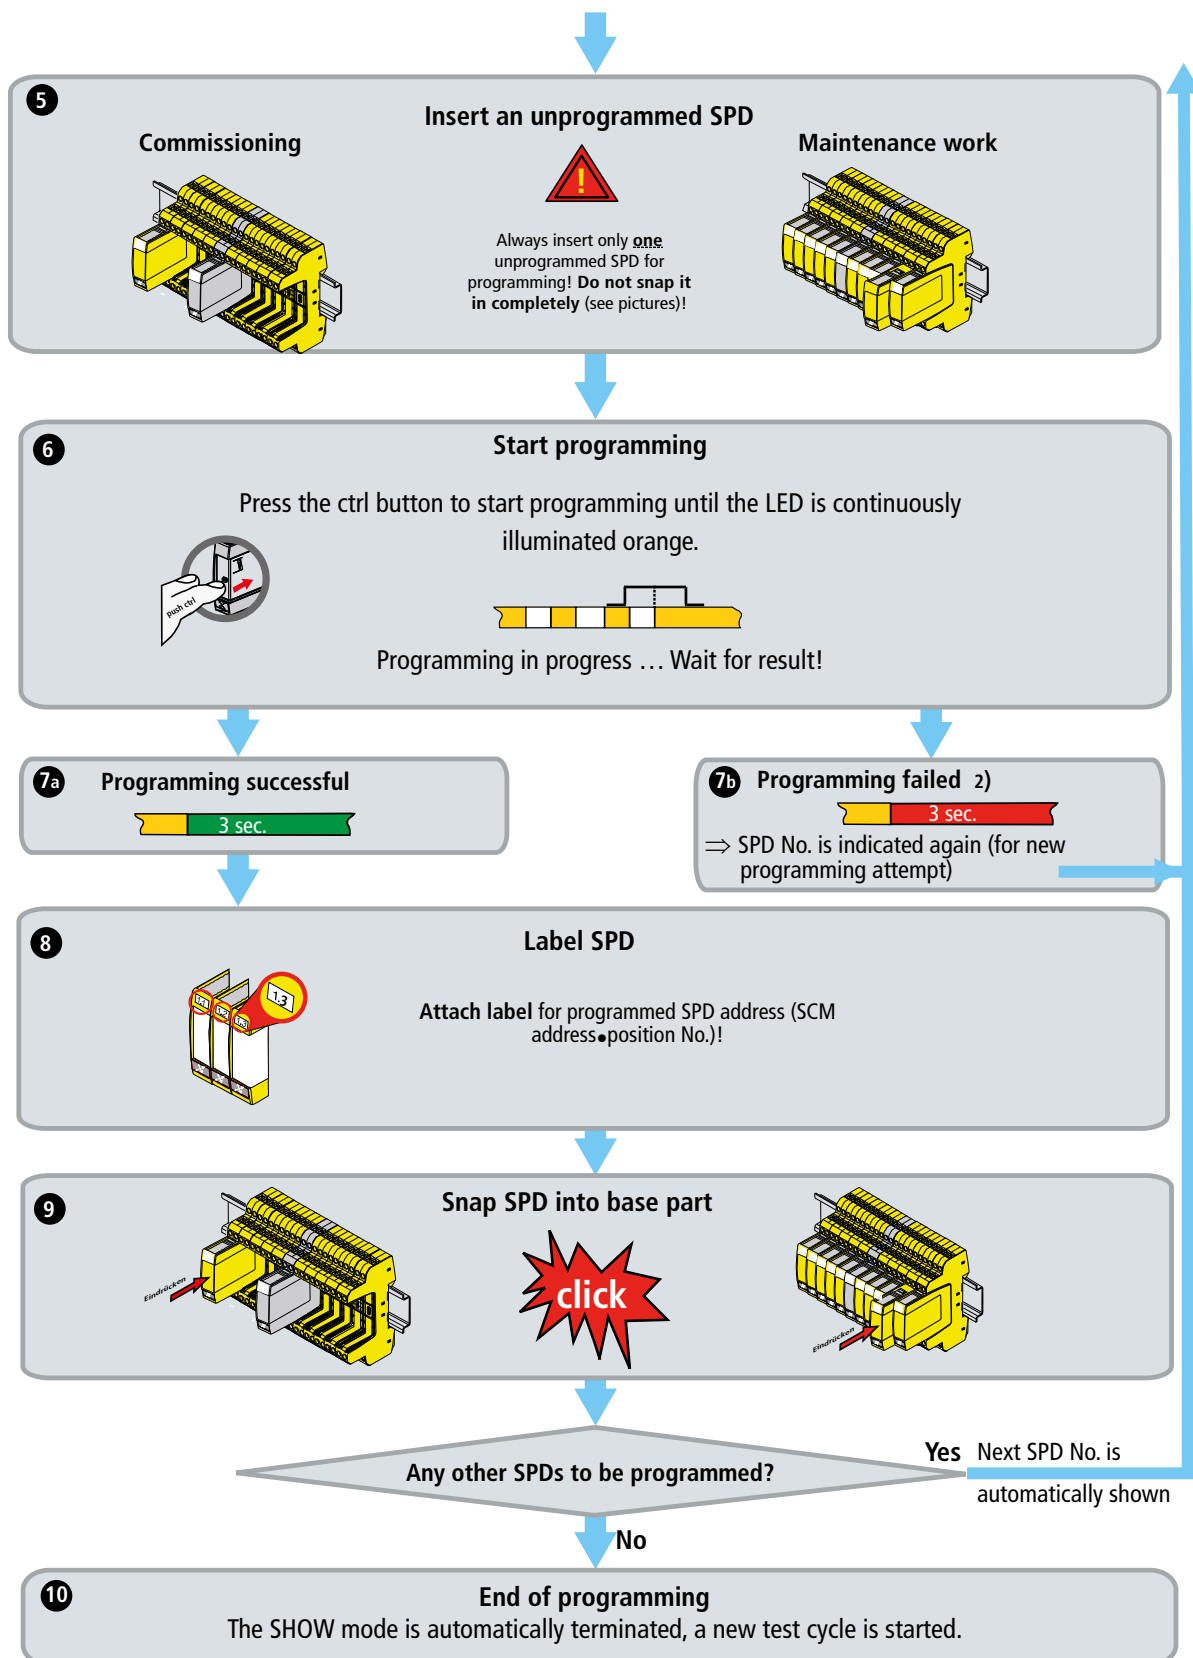 5
Insert an unprogrammed SPD
Commissioning
Maintenance work
!
Always insert only one
unprogrammed SPD for
programming! Do not snap it
in completely (see pictures)!
6
Start programming
Press the ctrl button to start programming until the LED is continuously
illuminated orange.
push ctrl
Programming in progress … Wait for result!
7a
Programming successful
3 sec.
7b
Programming failed 2)
3 sec.
⇒ SPD No. is indicated again (for new
programming attempt)
8
Label SPD
1.1
1.2
1.3
1.3
Attach label for programmed SPD address (SCM
address•position No.)!
9
Snap SPD into base part
Eindrücken
click
Eindrücken
Any other SPDs to be programmed?
Yes Next SPD No. is
automatically shown
No
10
End of programming
The SHOW mode is automatically terminated, a new test cycle is started.